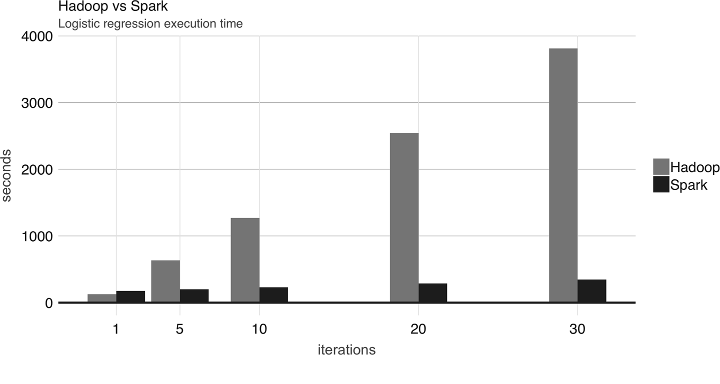 Hadoop vs Spark
Logistic regression execution time
4000
3000
2000
1000
0
seconds
1 5 10 20 30
iterations
Hadoop
Spark